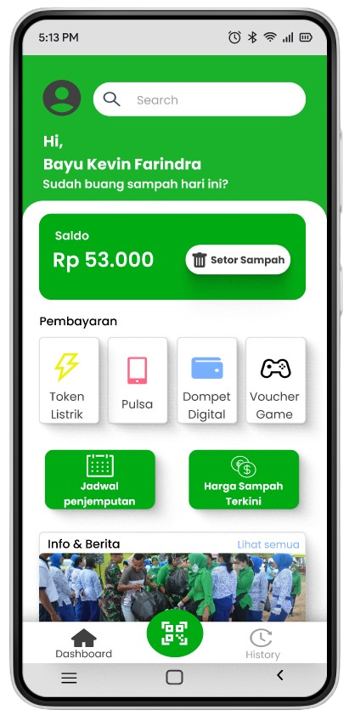 5:13 PM
Search
Hi,
Bayu Kevin Farindra
Sudah buang sampah hari ini?
Saldo
Rp 53.000
Setor Sampah
Pembayaran
Token
Listrik
Pulsa
Dompet
Digital
Voucher
Game
Jadwal
penjemputan
Harga Sampah
Terkini
Info & Berita
Lihat semua
Dashboard
History